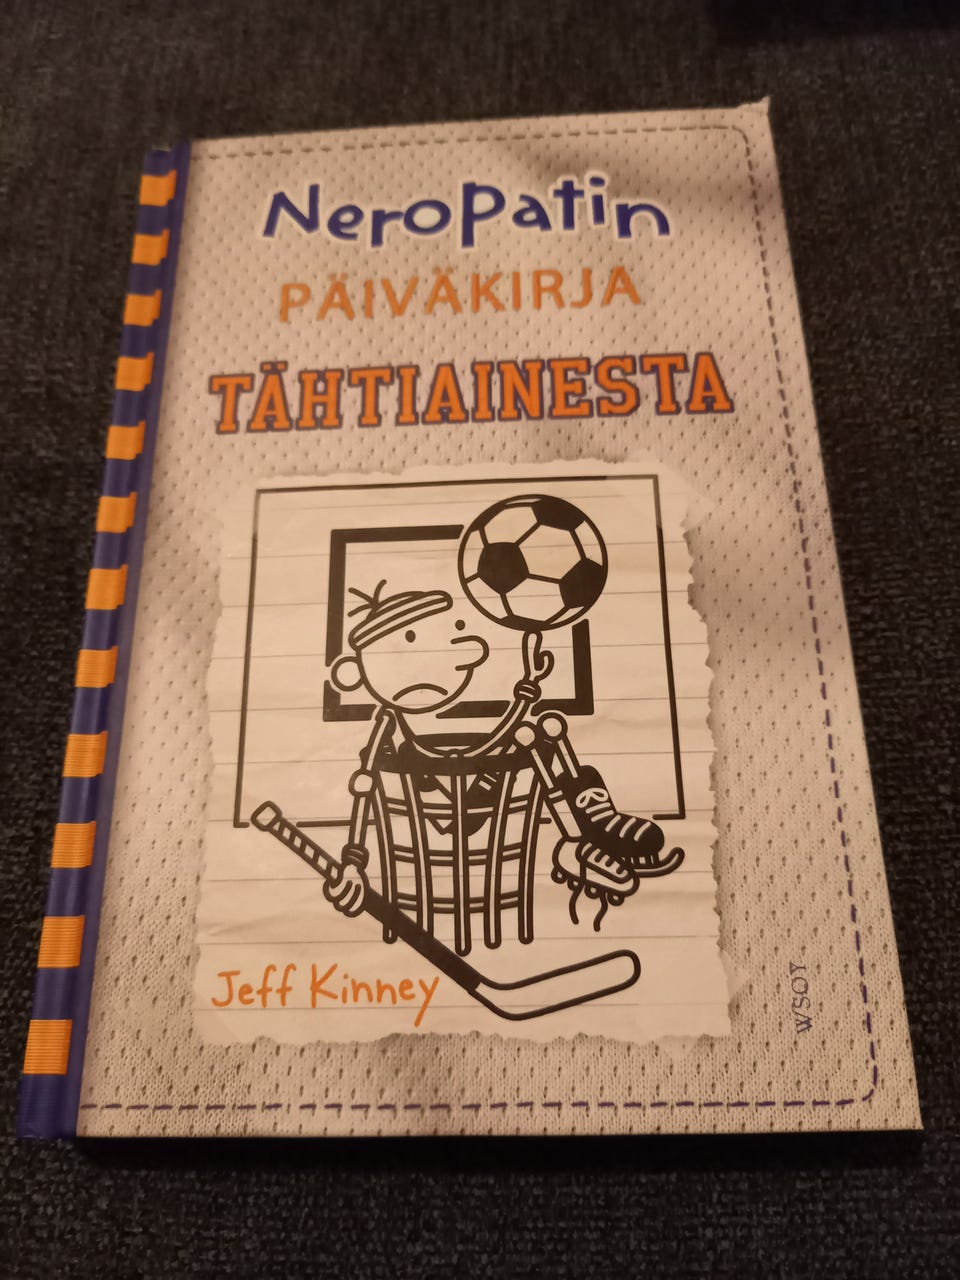 Neropatin
PÄIVÄKIRJA
TÄHTIAINESTA
Jeff Kinney
WSOY